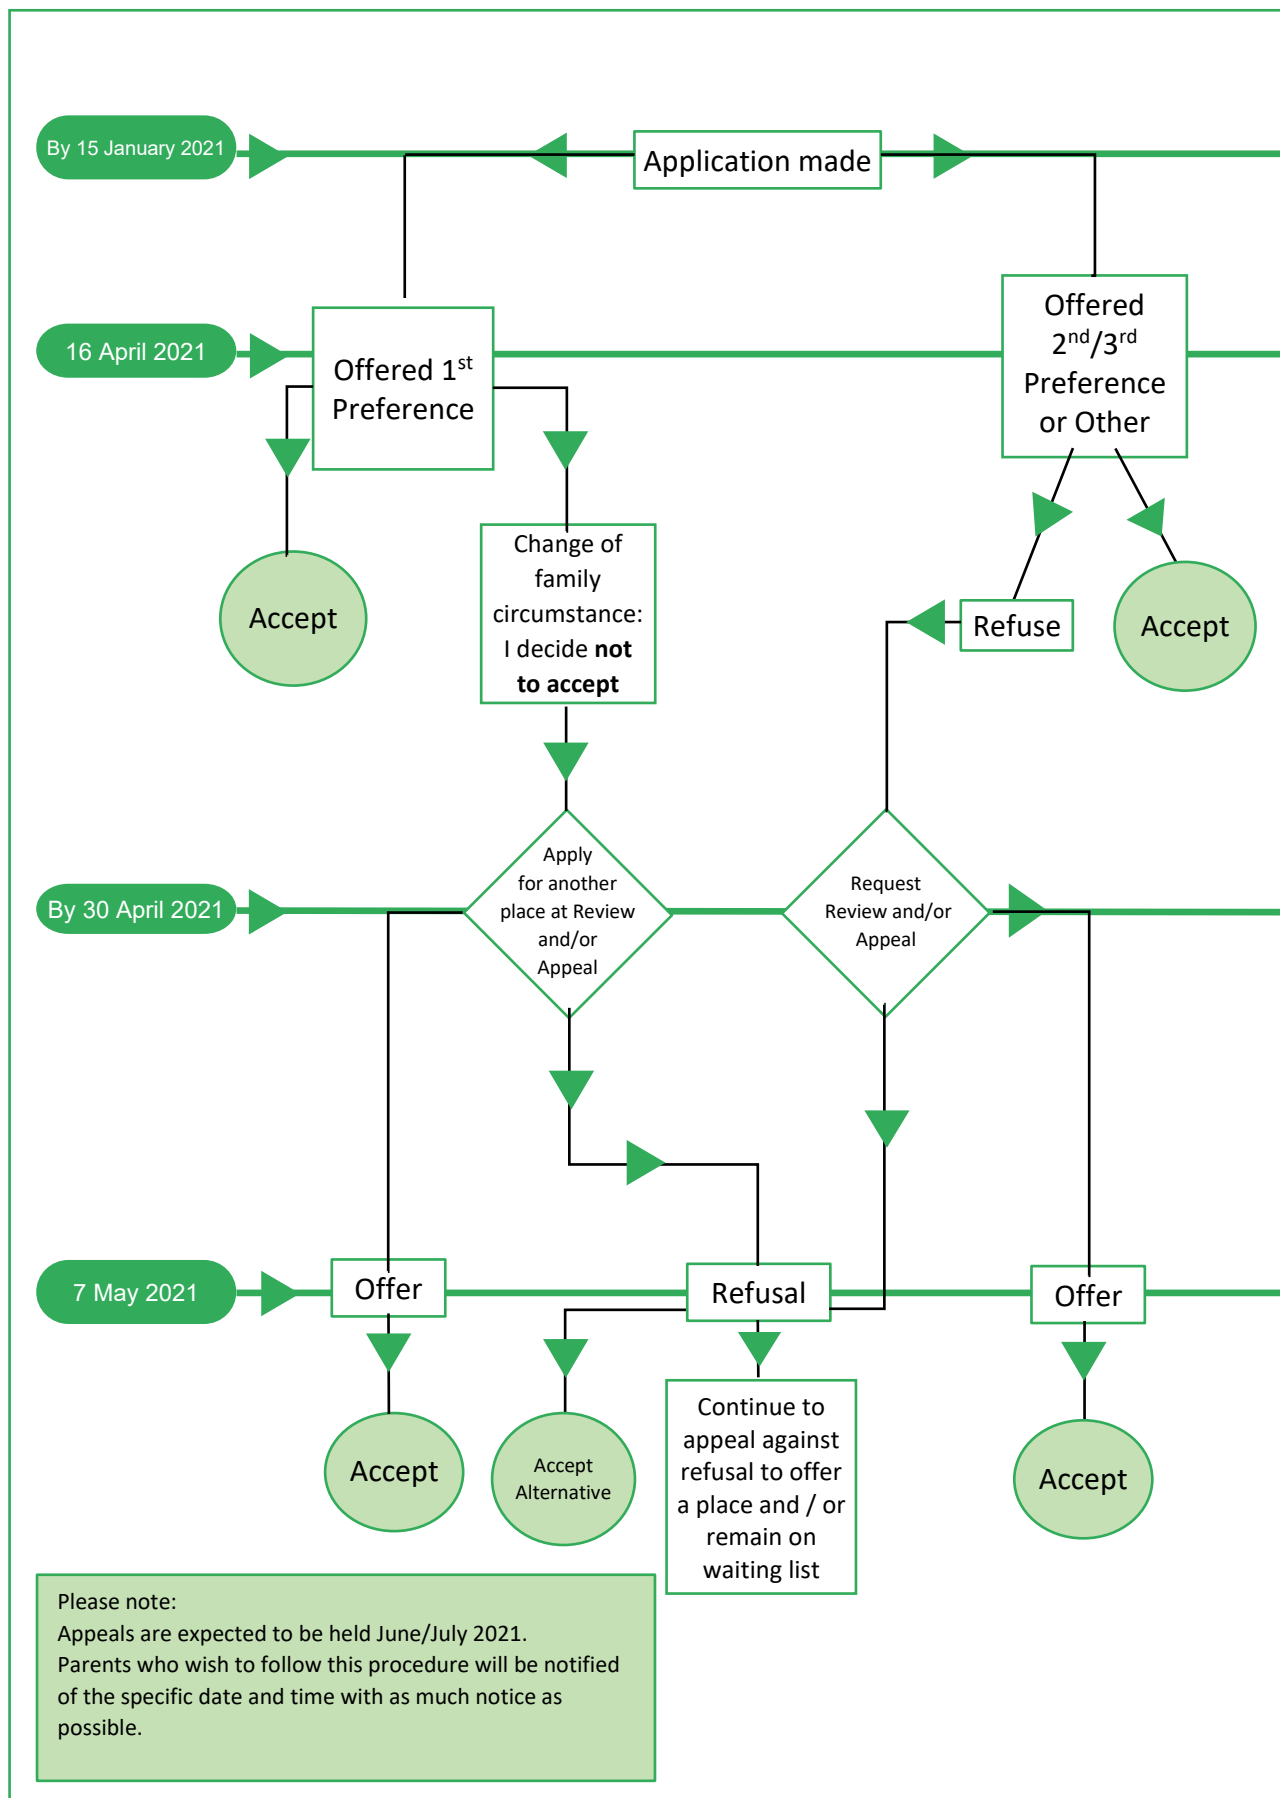 By 15 January 2021
Application made
16 April 2021
Offered 1st
Preference
Offered
2nd/3rd
Preference
or Other
Accept
Change of
family
circumstance:
I decide not
to accept
Refuse
Accept
By 30 April 2021
Apply
for another
place at Review
and/or
Appeal
Request
Review and/or
Appeal
7 May 2021
Offer
Refusal
Offer
Accept
Accept
Alternative
Continue to
appeal against
refusal to offer
a place and / or
remain on
waiting list
Accept
Please note:
Appeals are expected to be held June/July 2021.
Parents who wish to follow this procedure will be notified
of the specific date and time with as much notice as
possible.